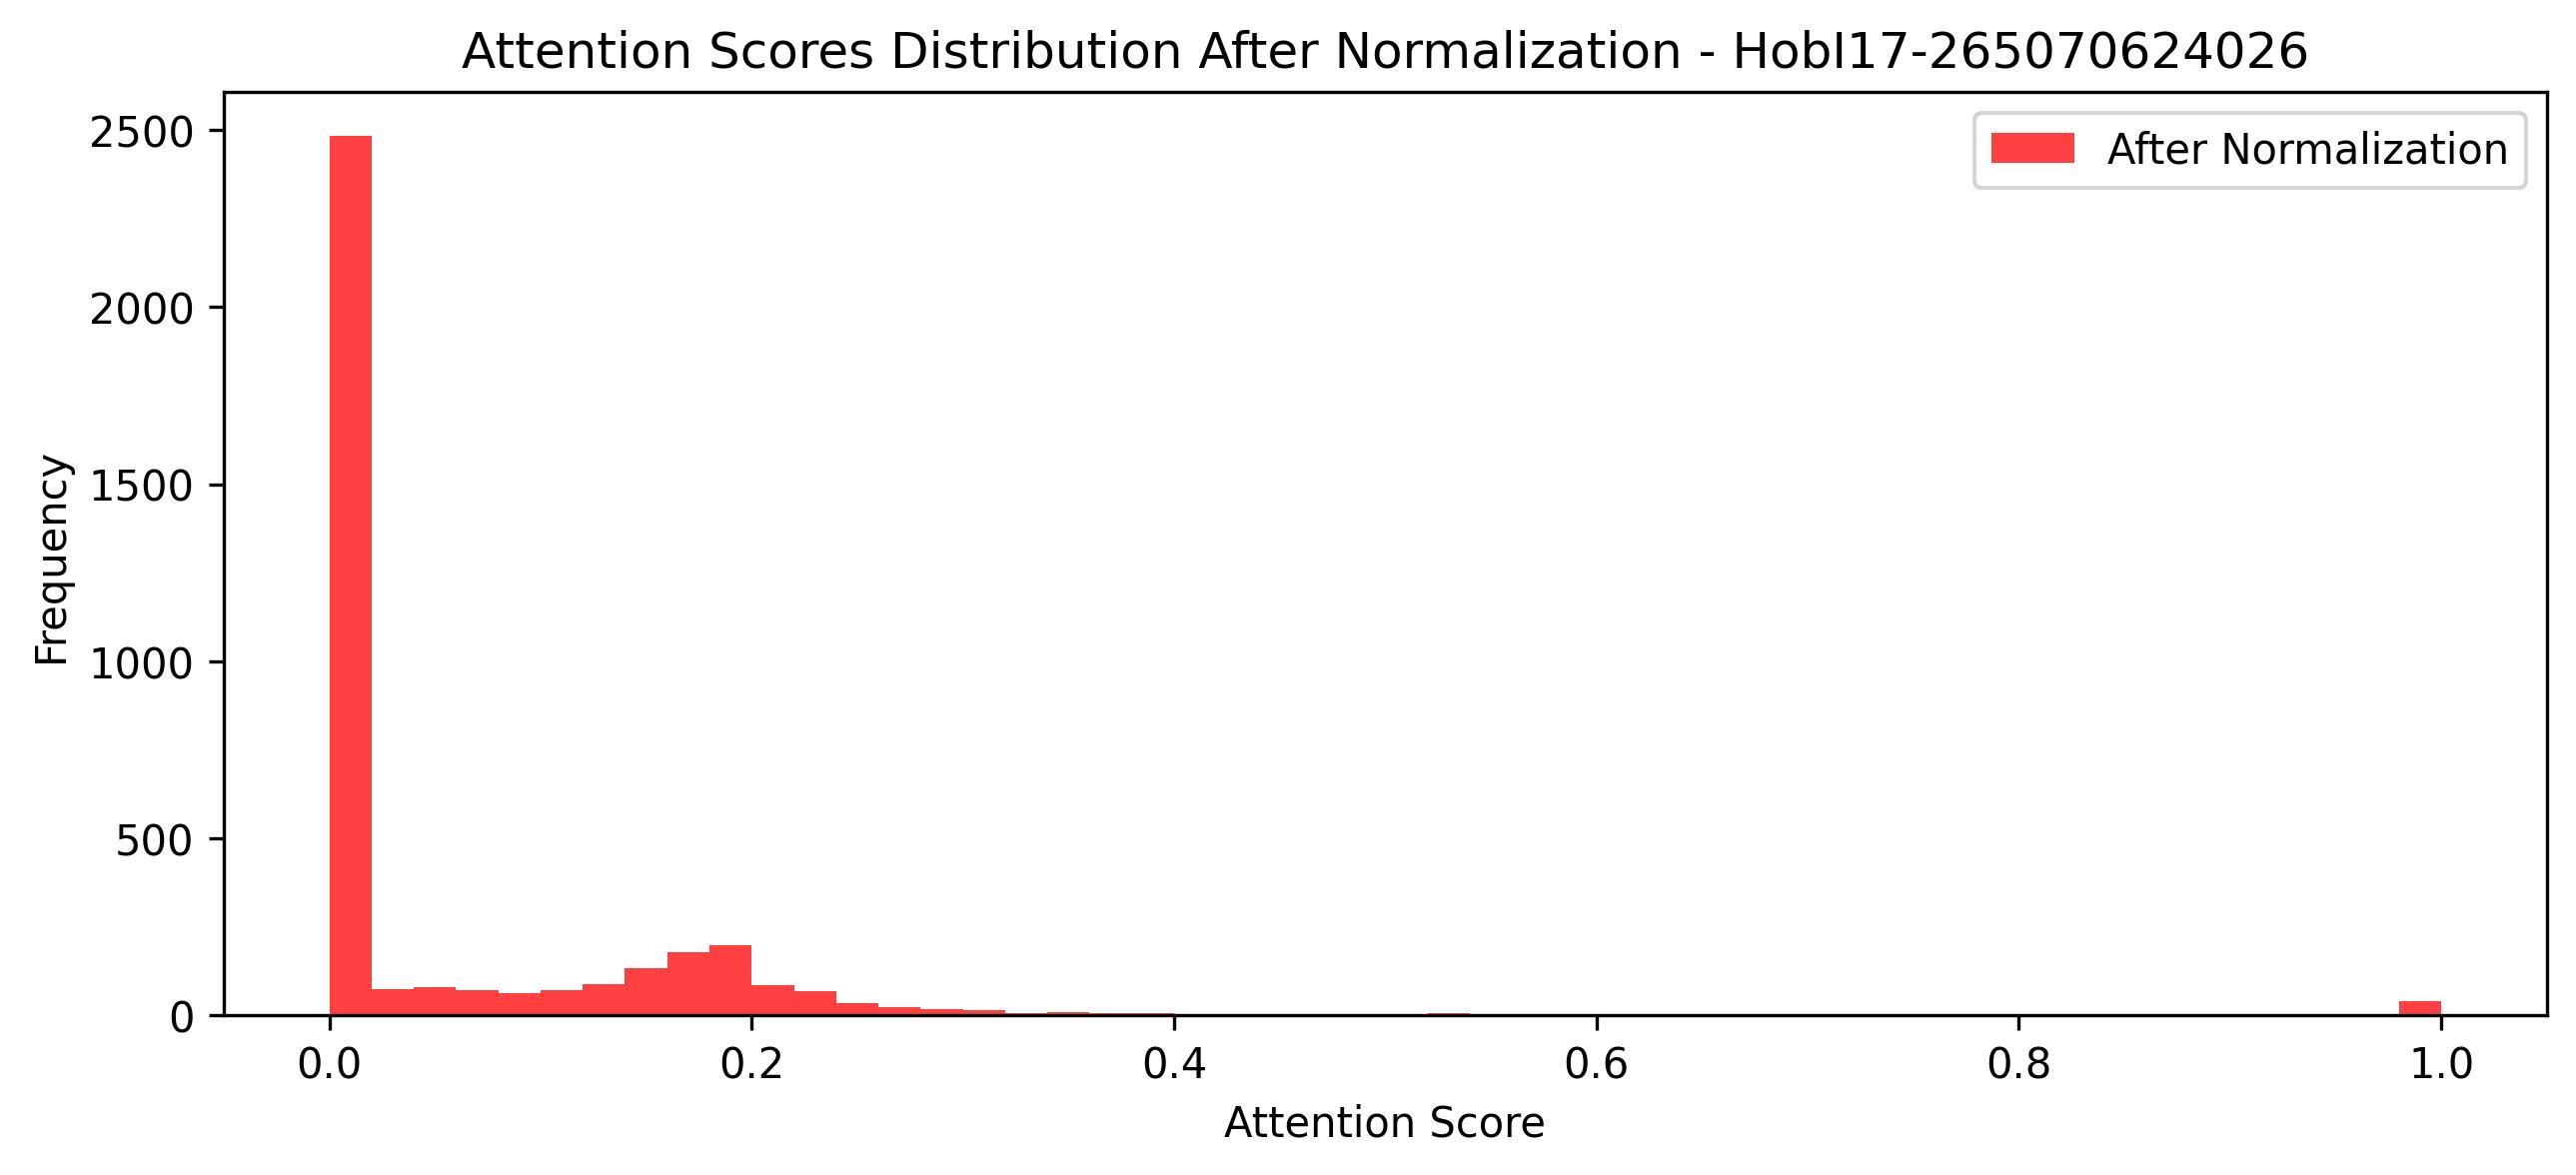 Attention Scores Distribution After Normalization - HobI17-265070624026
After Normalization
2500
2000
1500
1000
500
0
Frequency
0.0 0.2 0.4 0.6 0.8 1.0
Attention Score